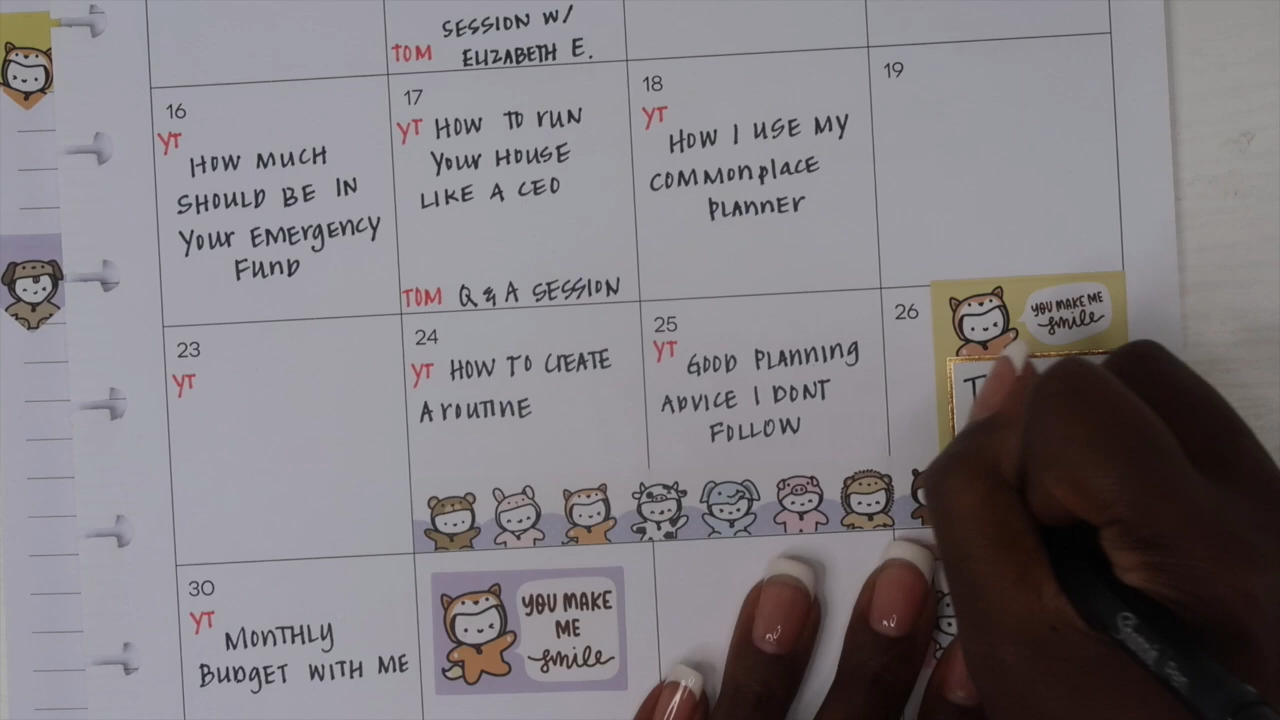 SESSION W/
TOM ELIZABETH E.
16
YT
HOW MUCH
SHOULD BE IN
YOUR EMERGENCY
FUND
17
YT HOW TO RUN
YOUR HOUSE
LIKE A CEO
TOM Q & A SESSION
18
YT
HOW I USE MY
COMMONPLACE
PLANNER
19
23
YT
24
YT HOW TO CREATE
A ROUTINE
25
YT GOOD PLANNING
ADVICE I DONT
FOLLOW
26
YOU MAKE ME
smile
30
YT
MONTHLY
BUDGET WITH ME
YOU MAKE
ME
smile